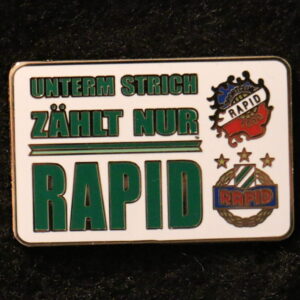 UNTERM STRICH
ZÄHLT NUR
RAPID
RAPID
RAPID